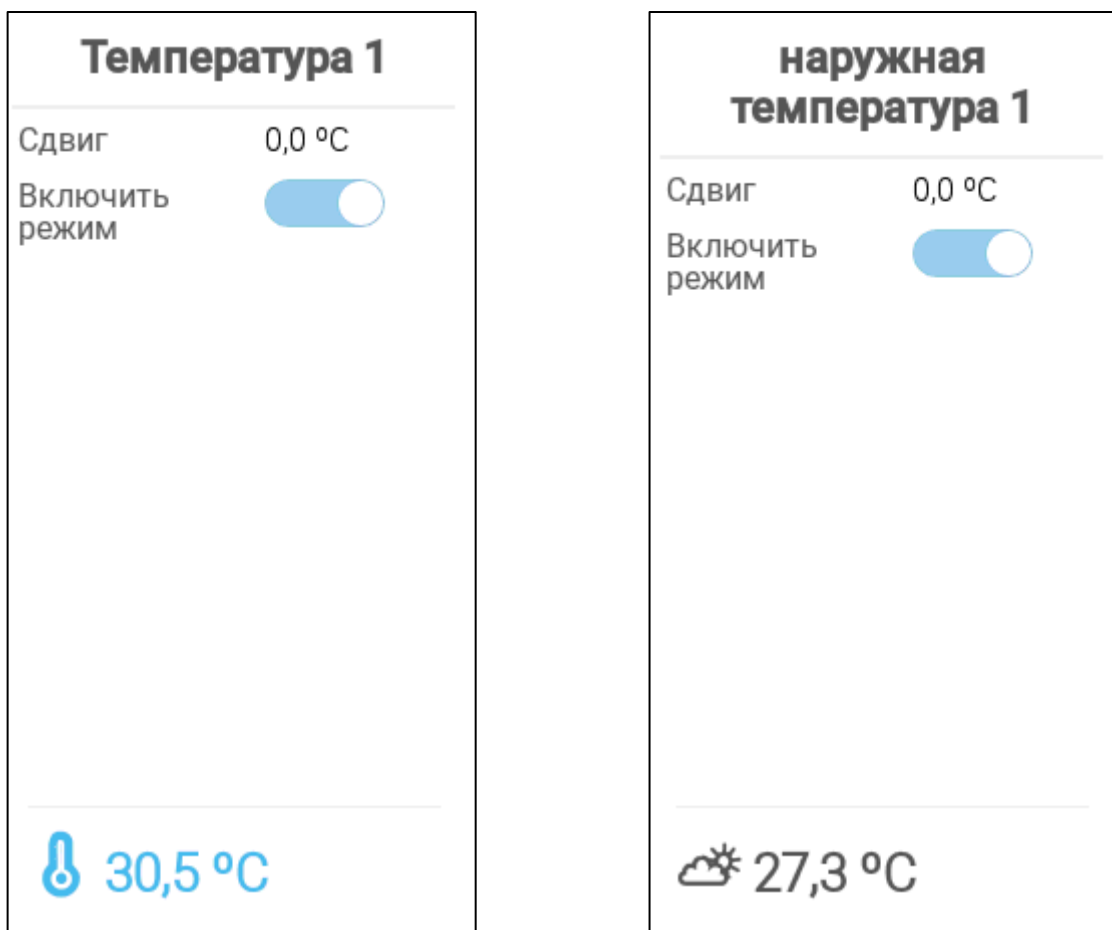 Температура 1
Сдвиг 0,0 ºC
Включить
режим
30,5 ºC
наружная
температура 1
Сдвиг 0,0 ºC
Включить
режим
27,3 ºC